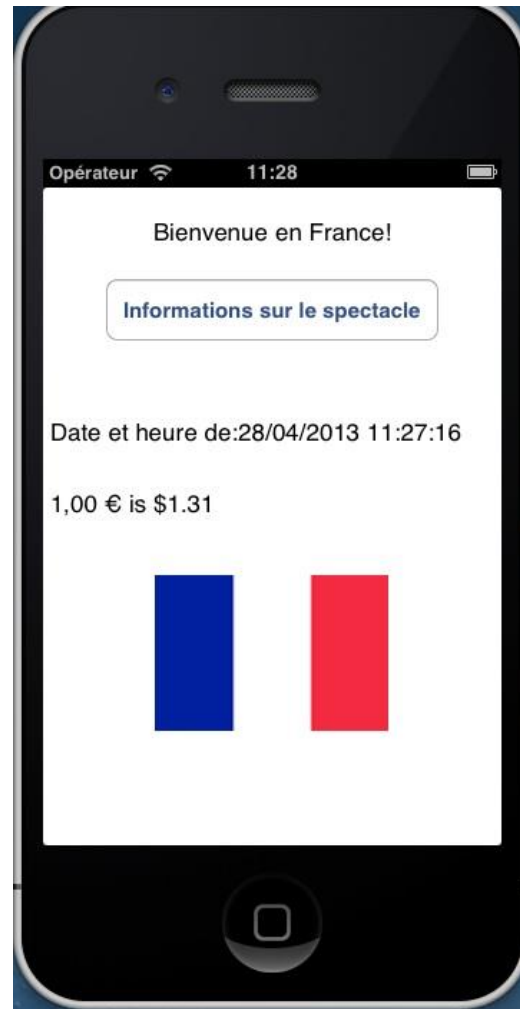 Opérateur 11:28
Bienvenue en France!
Informations sur le spectacle
Date et heure de:28/04/2013 11:27:16
1,00 € is $1.31